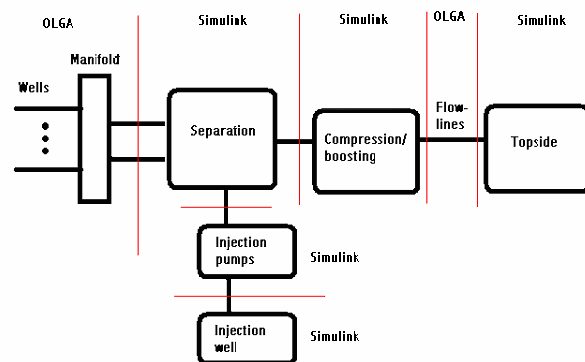 OLGA
Simulink
Simulink
OLGA
Simulink
Manifold
Wells
Separation
Compression/
boosting
Flow-
lines
Topside
Injection
pumps
Simulink
Injection
well
Simulink